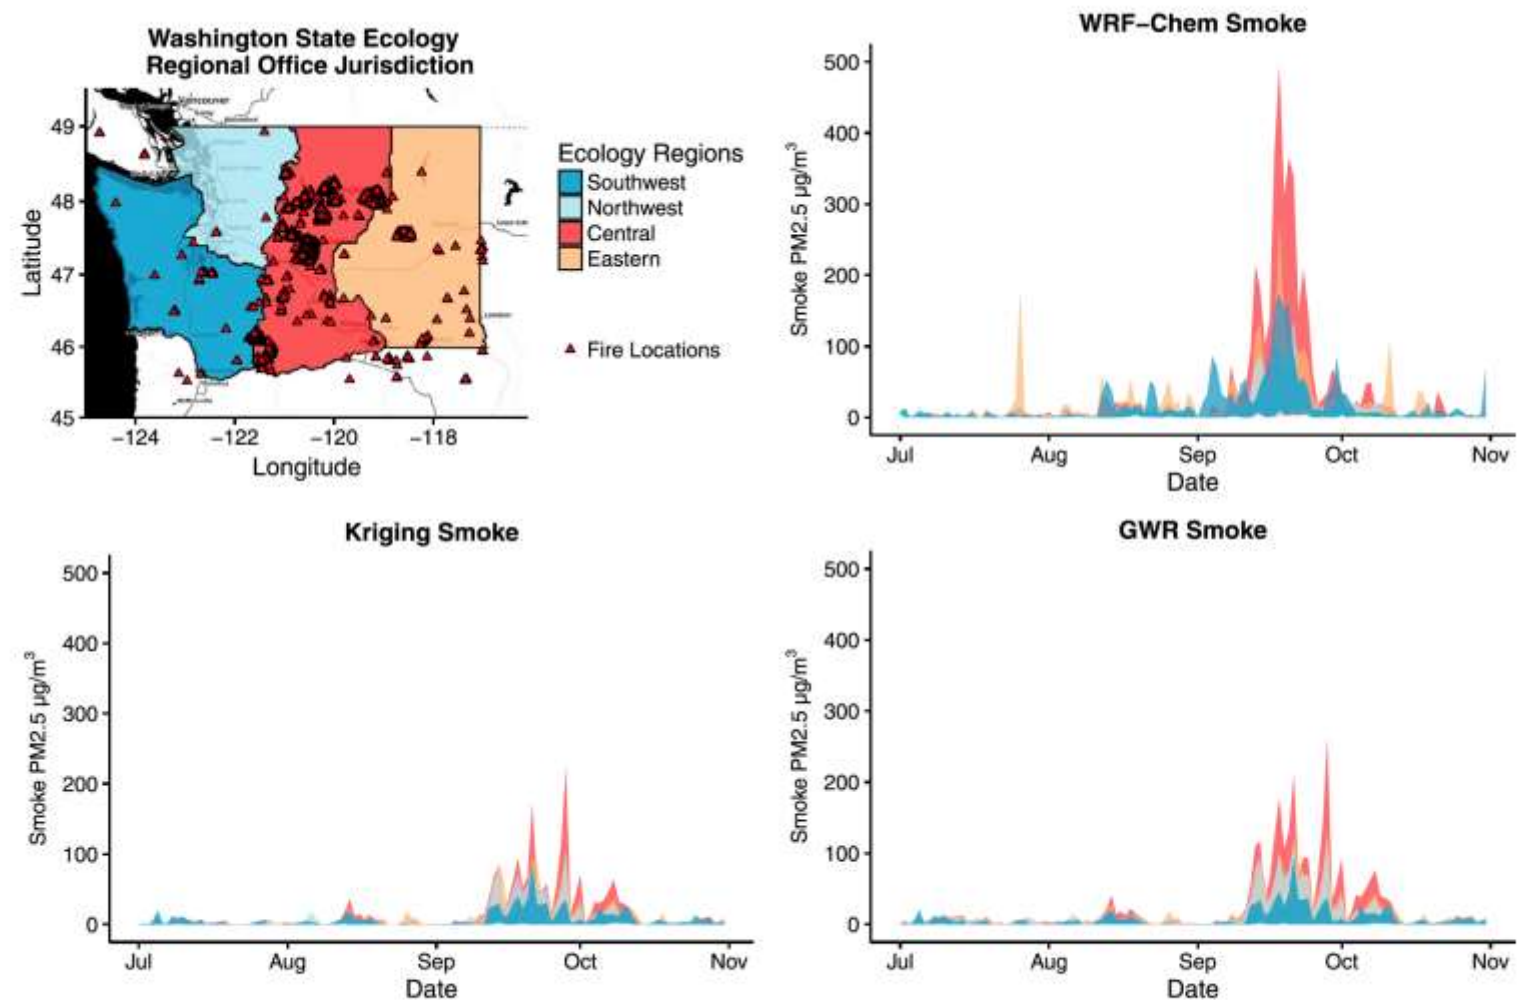 Washington State Ecology
Regional Office Jurisdiction
Vancouver
49
48
47
46
45
Latitude
−124
−122
−120
−118
Longitude
Ecology Regions
Southwest
Northwest
Central
Eastern
Fire Locations
WRF−Chem Smoke
500
400
300
200
100
0
Smoke PM2.5 µg/m³
Jul
Aug
Sep
Oct
Nov
Date
Kriging Smoke
500
400
300
200
100
0
Smoke PM2.5 µg/m³
Jul
Aug
Sep
Oct
Nov
Date
GWR Smoke
500
400
300
200
100
0
Smoke PM2.5 µg/m³
Jul
Aug
Sep
Oct
Nov
Date